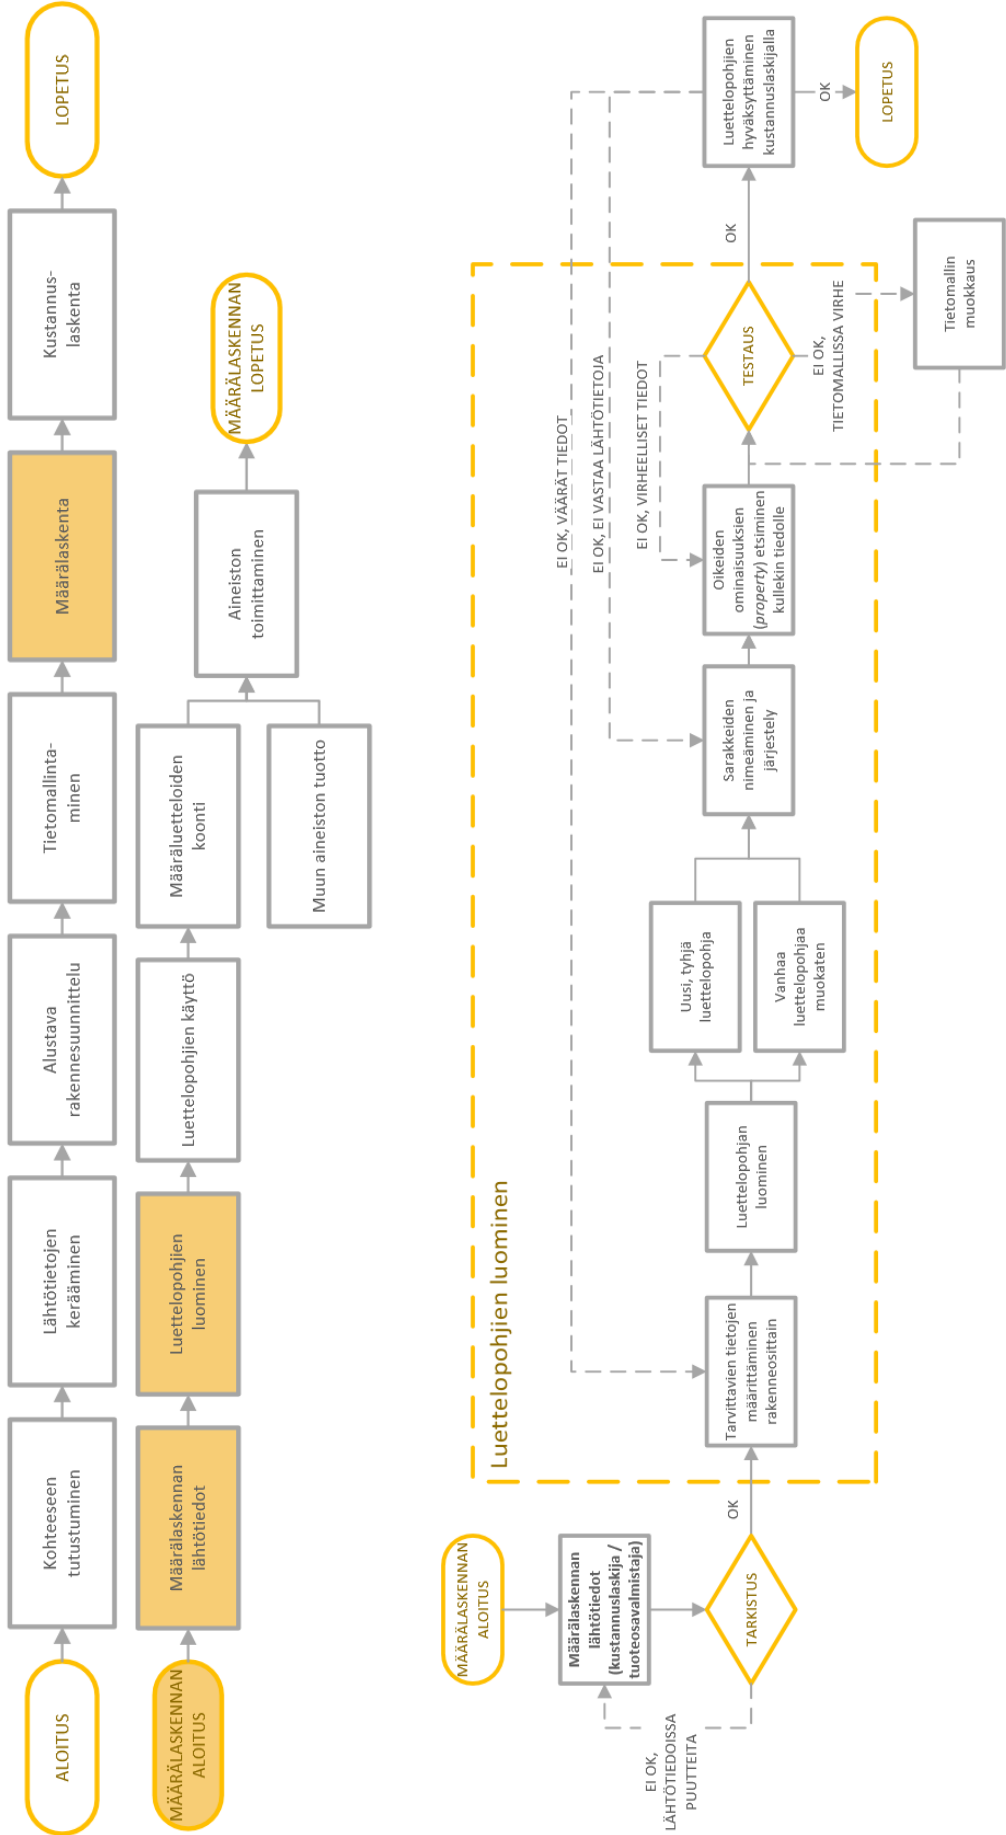 ALOITUS
Kohteeseen
tutustuminen
Lähtötietojen
kerääminen
Alustava
rakennesuunnittelu
Tietomallinta-
minen
Määrälaskenta
Kustannus-
laskenta
LOPETUS
MÄÄRÄLASKENNAN
ALOITUS
Määrälaskennan
lähtötiedot
Luettelopohjien
luominen
Luettelopohjien käyttö
Määräluetteloiden
koonti
Muun aineiston tuotto
Aineiston
toimittaminen
MÄÄRÄLASKENNAN
LOPETUS
MÄÄRÄLASKENNAN
ALOITUS
Määrälaskennan
lähtötiedot
(kustannuslaskija /
tuoteosavalmistaja)
EI OK,
LÄHTÖTIEDOISSA
PUUTTEITA
TARKISTUS
OK
Luettelopohjien luominen
Tarvittavien tietojen
määrittäminen
rakenneosittain
Luettelopohjan
luominen
Uusi, tyhjä
luettelopohja
Vanhaa
luettelopohjaa
muokaten
Sarakkeiden
nimeäminen ja
järjestely
Oikeiden
ominaisuuksien
(property) etsiminen
kullekin tiedolle
EI OK, VÄÄRÄT TIEDOT
EI OK, EI VASTAA LÄHTÖTIETOJA
EI OK, VIRHEELLISET TIEDOT
TESTAUS
EI OK,
TIETOMALLISSA VIRHE
Tietomallin
muokkaus
OK
Luettelopohjien
hyväksyttäminen
kustannuslaskijalla
OK
LOPETUS